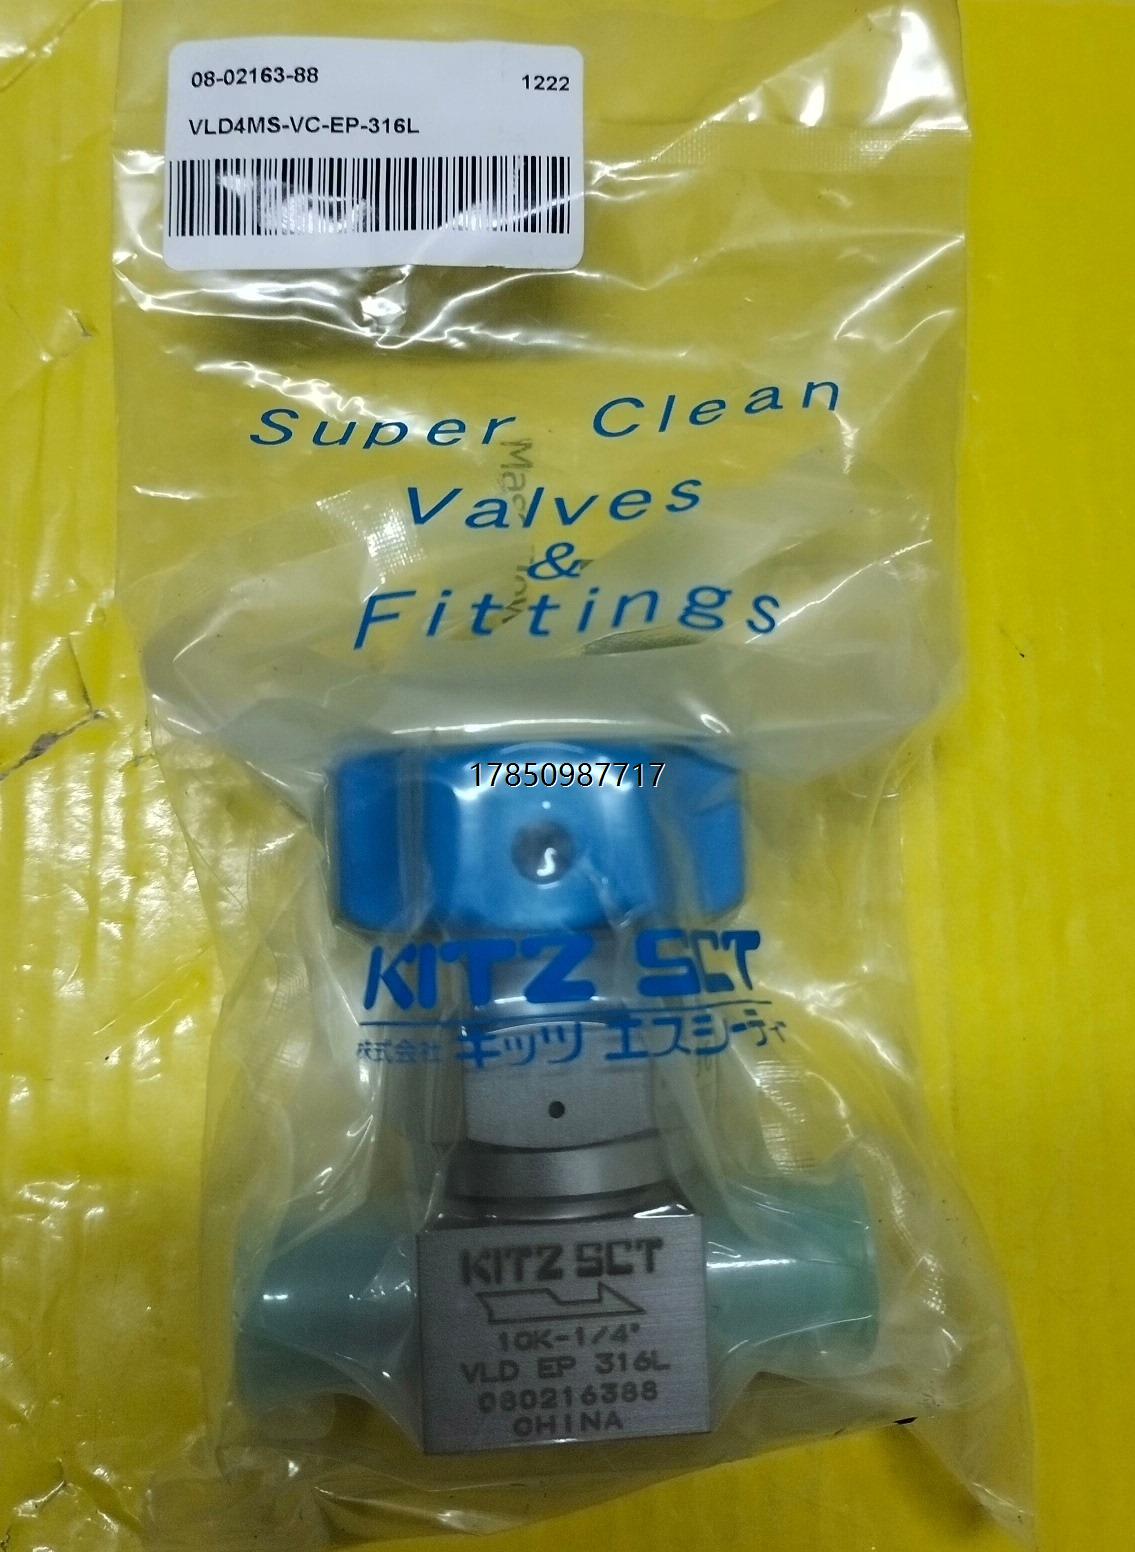 08-02163-88
1222
VLD4MS-VC-EP-316L
Super Clean
Valves
&
Fittings
17850987717
KITZ SCT
株式会社 キッツ エスシーティ
KITZ SCT
10K-1/4"
VLD EP 316L
080216388
CHINA